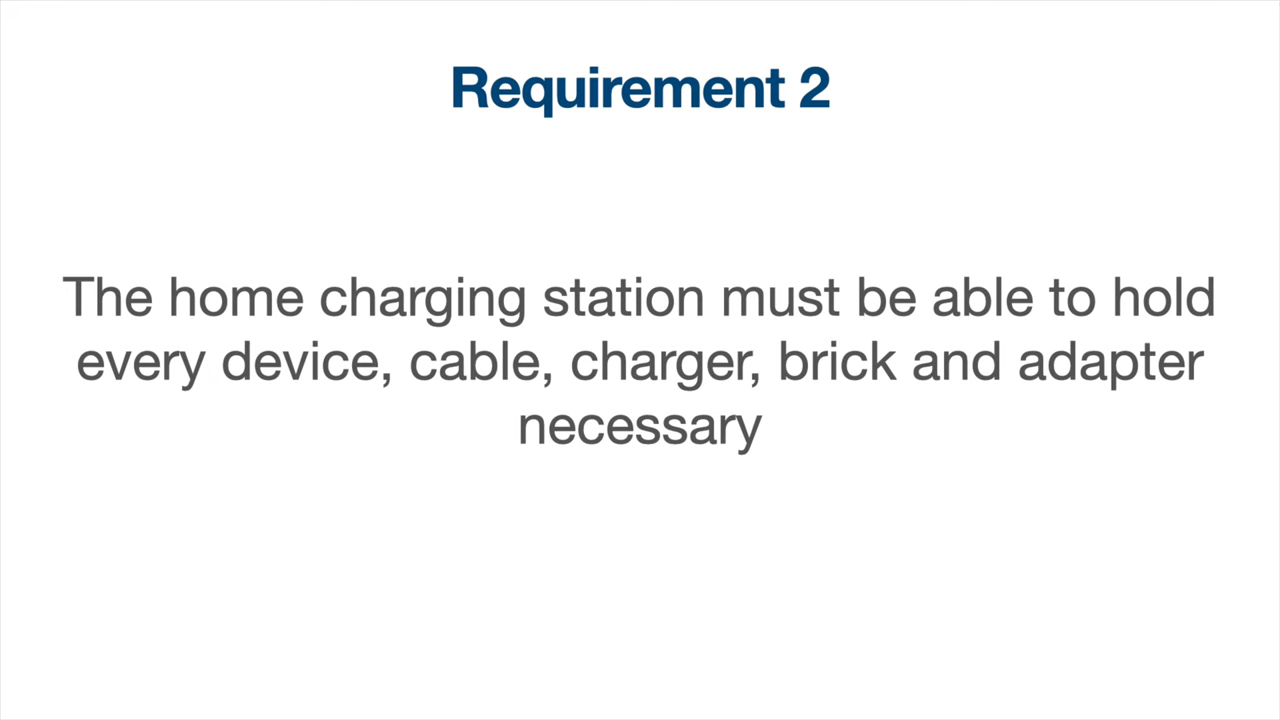 Requirement 2
The home charging station must be able to hold
every device, cable, charger, brick and adapter
necessary